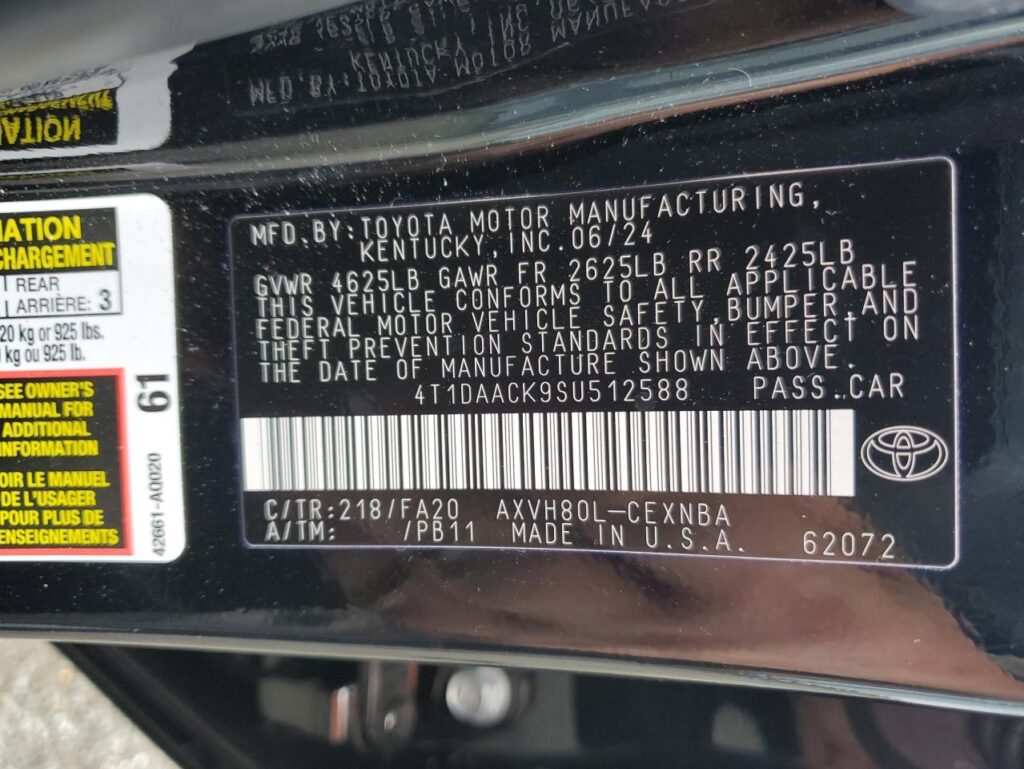 MATION
CHARGEMENT
REAR
ARRIÈRE: 3
20 kg or 925 lbs.
kg ou 925 lb.
SEE OWNER'S
MANUAL FOR
ADDITIONAL
INFORMATION
OIR LE MANUEL
DE L'USAGER
POUR PLUS DE
ENSEIGNEMENTS
61
42661-A0020
MFD.BY:TOYOTA MOTOR MANUFACTURING,
KENTUCKY,INC.06/24
GVWR 4625LB GAWR FR 2625LB RR 2425LB
THIS VEHICLE CONFORMS TO ALL APPLICABLE
FEDERAL MOTOR VEHICLE SAFETY,BUMPER,AND
THEFT PREVENTION STANDARDS IN EFFECT ON
THE DATE OF MANUFACTURE SHOWN ABOVE.
4T1DAACK9SU512588 PASS.CAR
C/TR:218/FA20 AXVH80L-CEXNBA
A/TM: /PB11 MADE IN U.S.A. 62072